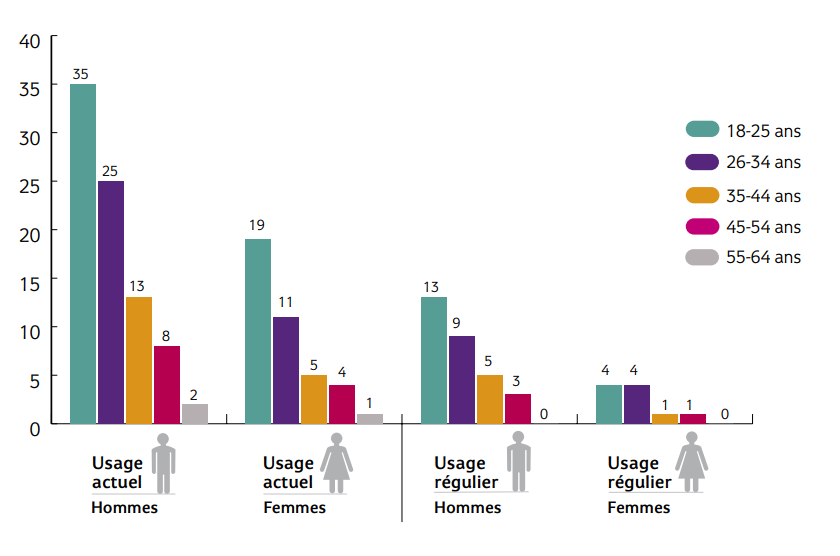 40
35
30
25
20
15
10
5
0
35
25
13
8
2
19
11
5
4
1
13
9
5
3
0
4
4
1
1
0
18-25 ans
26-34 ans
35-44 ans
45-54 ans
55-64 ans
Usage
actuel
Hommes
Usage
actuel
Femmes
Usage
régulier
Hommes
Usage
régulier
Femmes